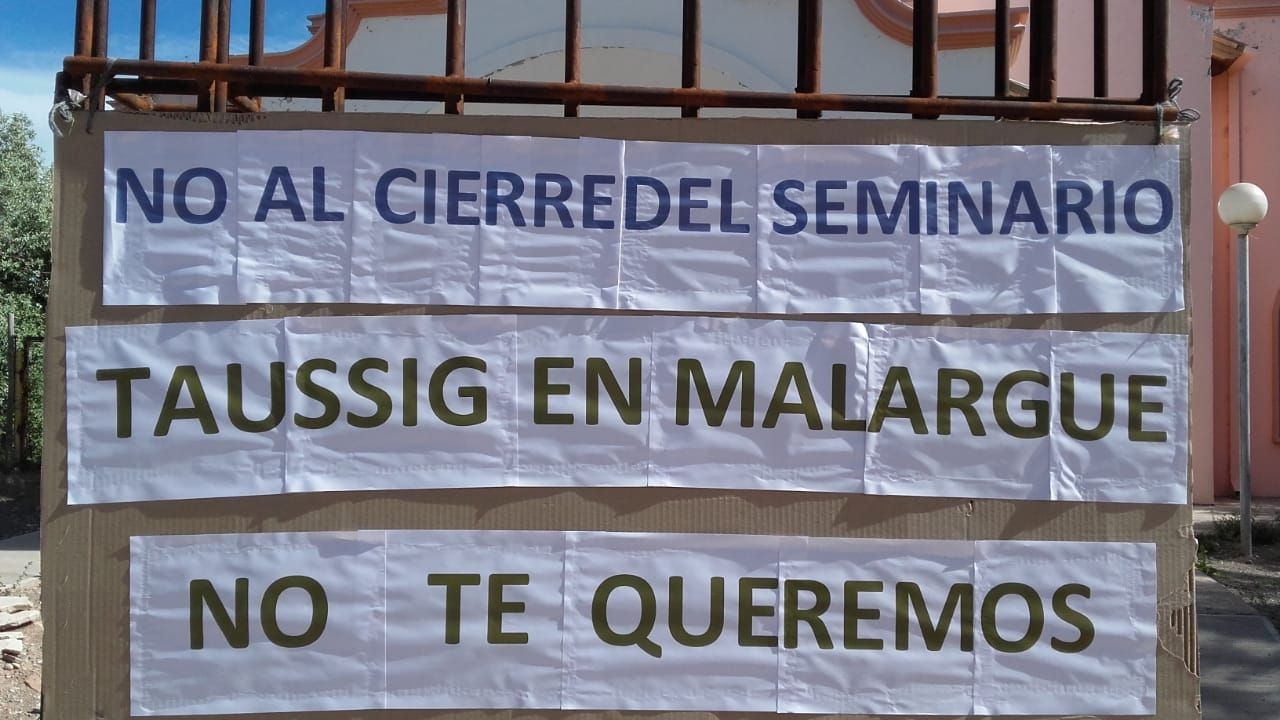 NO AL CIERREDEL SEMINARIO
TAUSSIG EN MALARGUE
NO TE QUEREMOS